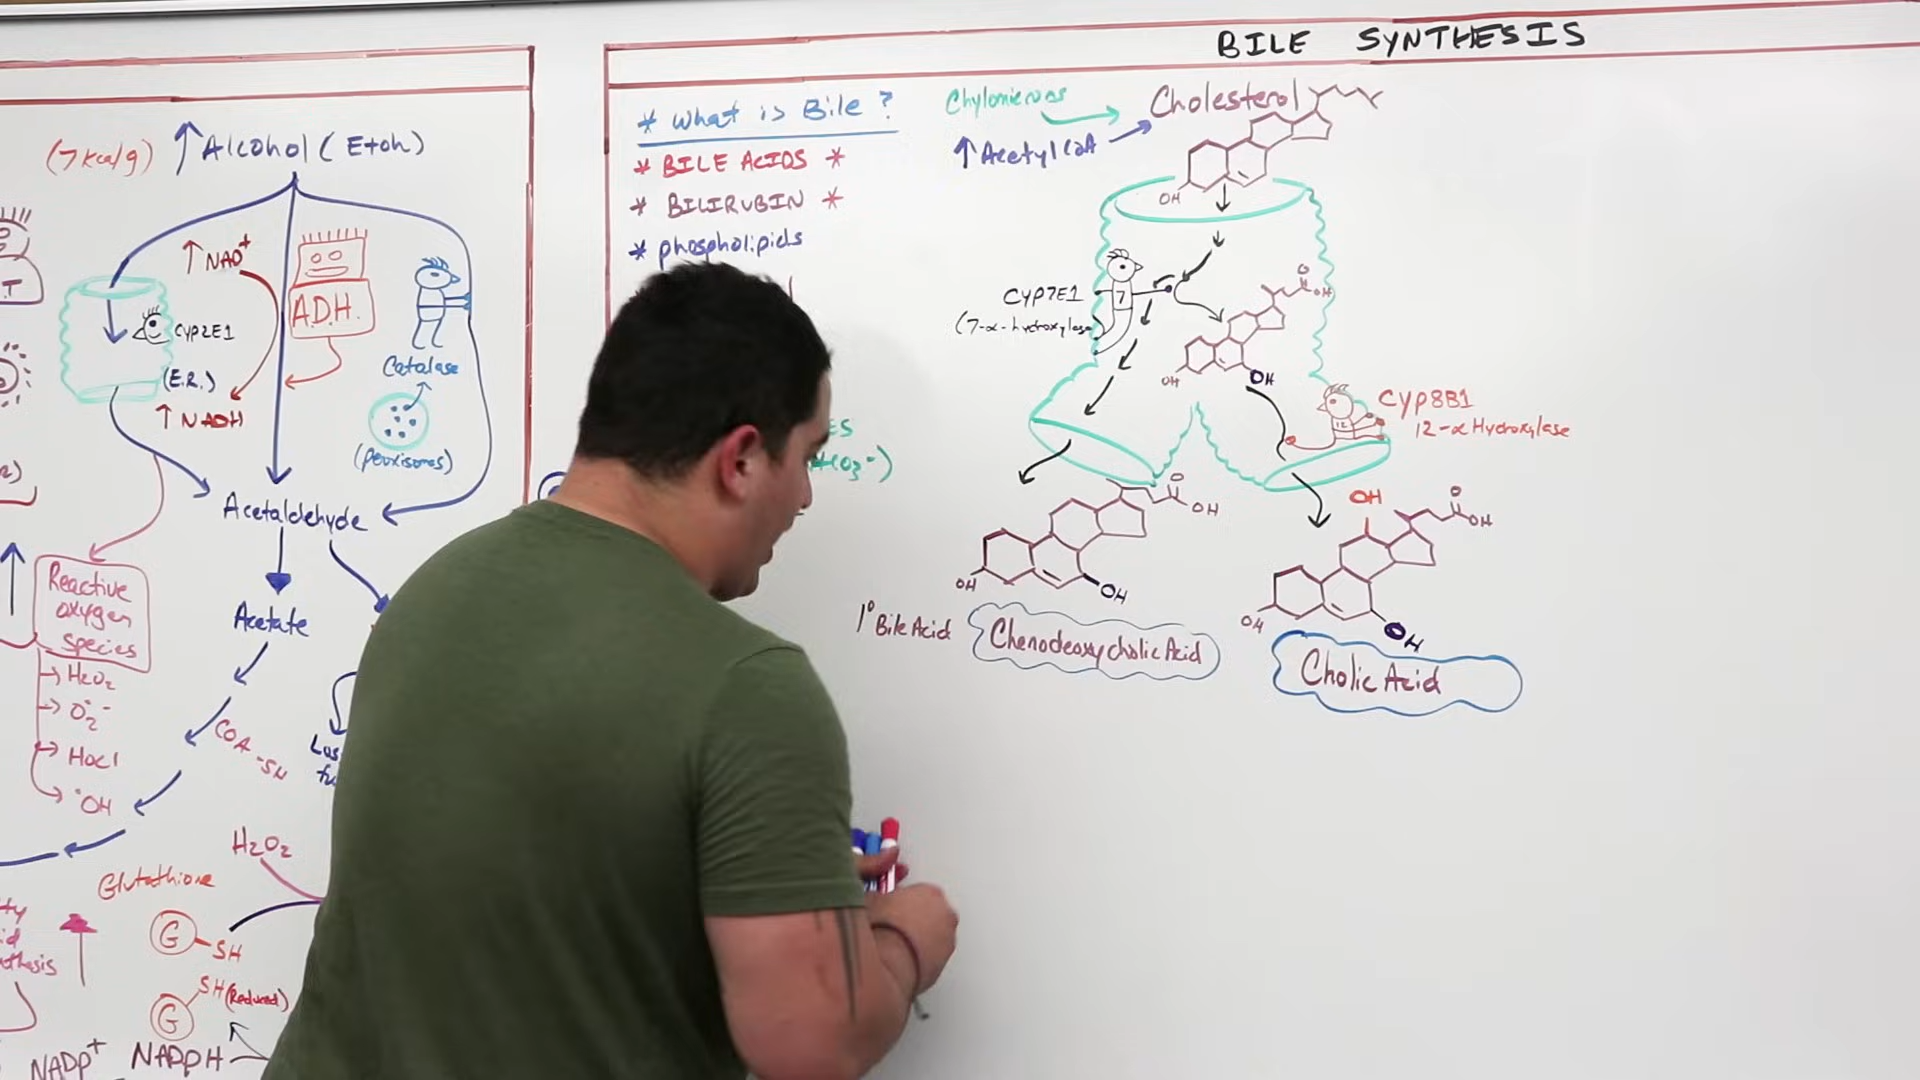 BILE SYNTHESIS
(7 kcal/g) ↑ Alcohol (Etoh)
↑ NAD+
A.D.H.
CYP2E1
(E.R.)
↑ NADH
Catalase
(peroxisomes)
Acetaldehyde
Reactive
oxygen
species
H2O2
O2·-
HOCl
·OH
Acetate
CoA-SH
H2O2
Glutathione
G-SH
G
SH (Reduced)
NADP+ NADPH
* What is Bile?
* BILE ACIDS *
* BILIRUBIN *
* phospholipids
Chylomicrons → Cholesterol
↑ Acetyl CoA
OH
CYP7E1
(7-α-hydroxylase)
7
O
OH
OH
OH
CYP8B1
12-α Hydroxylase
12
O
OH
OH
OH
OH
O
OH
OH
OH
1° Bile Acid
Chenodeoxycholic Acid
Cholic Acid